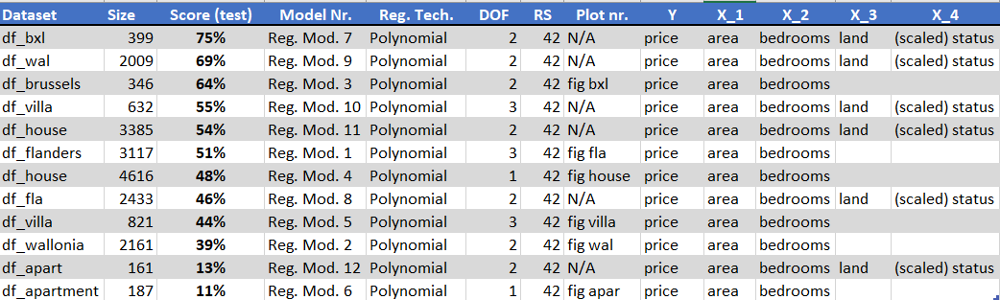 Dataset Size Score (test) Model Nr. Reg. Tech. DOF RS Plot nr. Y X_1 X_2 X_3 X_4
df_bxl 399 75% Reg. Mod. 7 Polynomial 2 42 N/A price area bedrooms land (scaled) status
df_wal 2009 69% Reg. Mod. 9 Polynomial 2 42 N/A price area bedrooms land (scaled) status
df_brussels 346 64% Reg. Mod. 3 Polynomial 2 42 fig bxl price area bedrooms
df_villa 632 55% Reg. Mod. 10 Polynomial 3 42 N/A price area bedrooms land (scaled) status
df_house 3385 54% Reg. Mod. 11 Polynomial 2 42 N/A price area bedrooms land (scaled) status
df_flanders 3117 51% Reg. Mod. 1 Polynomial 3 42 fig fla price area bedrooms
df_house 4616 48% Reg. Mod. 4 Polynomial 1 42 fig house price area bedrooms
df_fla 2433 46% Reg. Mod. 8 Polynomial 2 42 N/A price area bedrooms land (scaled) status
df_villa 821 44% Reg. Mod. 5 Polynomial 3 42 fig villa price area bedrooms
df_wallonia 2161 39% Reg. Mod. 2 Polynomial 2 42 fig wal price area bedrooms
df_apart 161 13% Reg. Mod. 12 Polynomial 2 42 N/A price area bedrooms land (scaled) status
df_apartment 187 11% Reg. Mod. 6 Polynomial 1 42 fig apar price area bedrooms